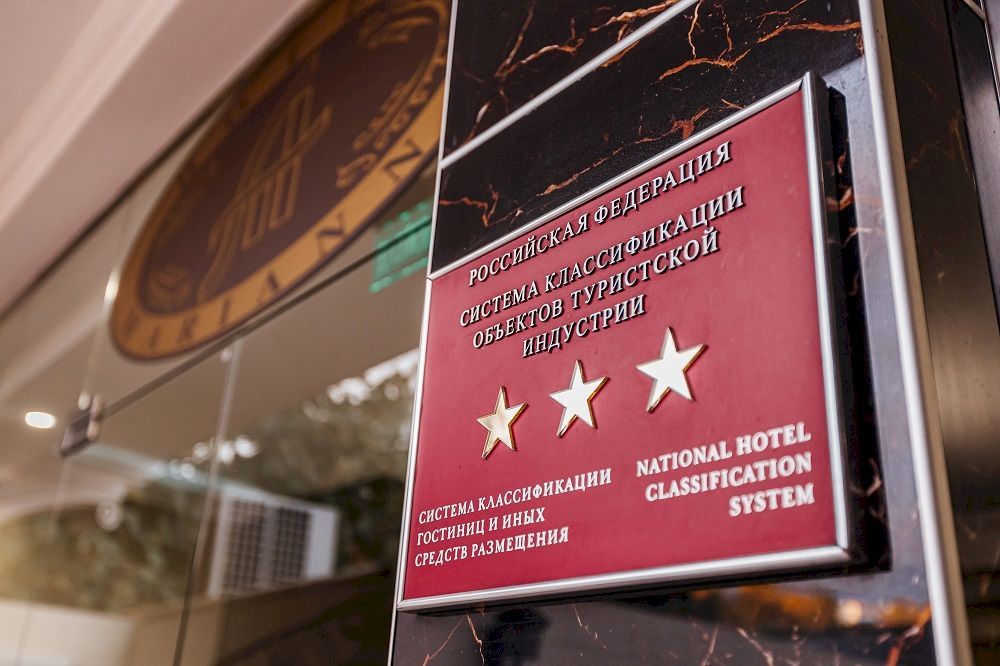 РОССИЙСКАЯ ФЕДЕРАЦИЯ
СИСТЕМА КЛАССИФИКАЦИИ
ОБЪЕКТОВ ТУРИСТСКОЙ
ИНДУСТРИИ
СИСТЕМА КЛАССИФИКАЦИИ
ГОСТИНИЦ И ИНЫХ
СРЕДСТВ РАЗМЕЩЕНИЯ
NATIONAL HOTEL
CLASSIFICATION
SYSTEM